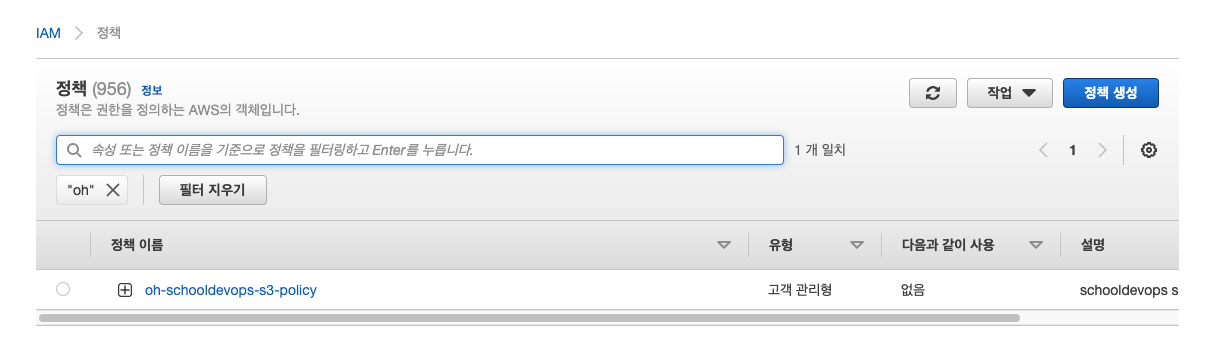 IAM 정책
정책 (956) 정보
정책은 권한을 정의하는 AWS의 객체입니다.
작업 정책 생성
속성 또는 정책 이름을 기준으로 정책을 필터링하고 Enter를 누릅니다.
1 개 일치
1
"oh"
필터 지우기
정책 이름 유형 다음과 같이 사용 설명
oh-schooldevops-s3-policy 고객 관리형 없음 schooldevops s